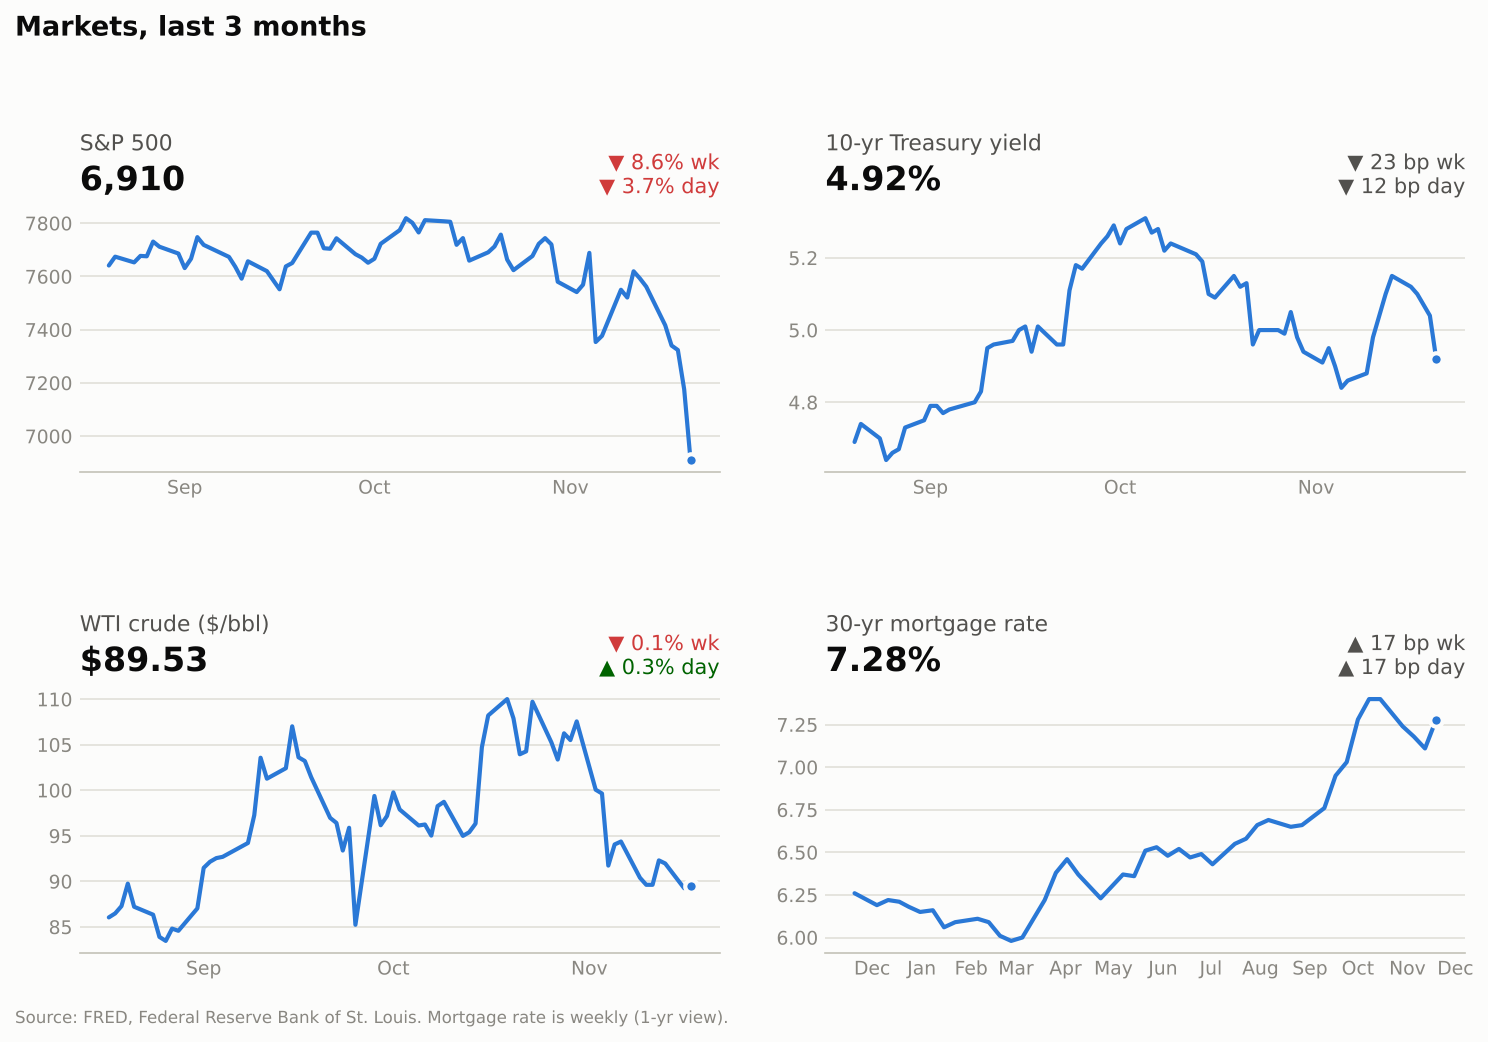 Markets, last 3 months
S&P 500
6,910
▼ 8.6% wk
▼ 3.7% day
7800
7600
7400
7200
7000
Sep Oct Nov
10-yr Treasury yield
4.92%
▼ 23 bp wk
▼ 12 bp day
5.2
5.0
4.8
Sep Oct Nov
WTI crude ($/bbl)
$89.53
▼ 0.1% wk
▲ 0.3% day
110
105
100
95
90
85
Sep Oct Nov
30-yr mortgage rate
7.28%
▲ 17 bp wk
▲ 17 bp day
7.25
7.00
6.75
6.50
6.25
6.00
Dec Jan Feb Mar Apr May Jun Jul Aug Sep Oct Nov Dec
Source: FRED, Federal Reserve Bank of St. Louis. Mortgage rate is weekly (1-yr view).